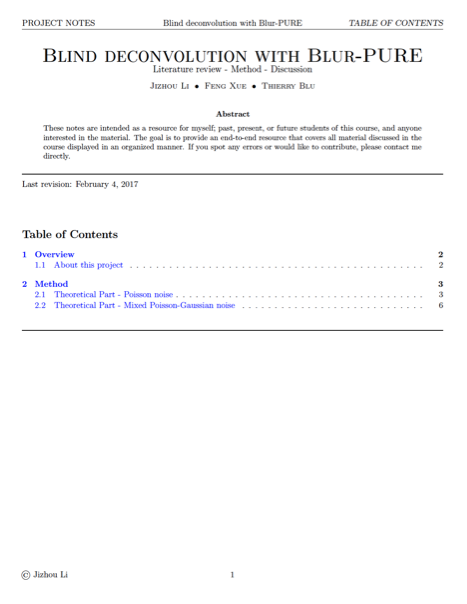 PROJECT NOTES Blind deconvolution with Blur-PURE TABLE OF CONTENTS
BLIND DECONVOLUTION WITH BLUR-PURE
Literature review - Method - Discussion
JIZHOU LI • FENG XUE • THIERRY BLU
Abstract
These notes are intended as a resource for myself; past, present, or future students of this course, and anyone
interested in the material. The goal is to provide an end-to-end resource that covers all material discussed in the
course displayed in an organized manner. If you spot any errors or would like to contribute, please contact me
directly.
Last revision: February 4, 2017
Table of Contents
1 Overview 2
1.1 About this project . . . . . . . . . . . . . . . . . . . . . . . . . . . . . . . . . . . . . . . . . . . . 2
2 Method 3
2.1 Theoretical Part - Poisson noise . . . . . . . . . . . . . . . . . . . . . . . . . . . . . . . . . . . . . 3
2.2 Theoretical Part - Mixed Poisson-Gaussian noise . . . . . . . . . . . . . . . . . . . . . . . . . . . 6
© Jizhou Li 1